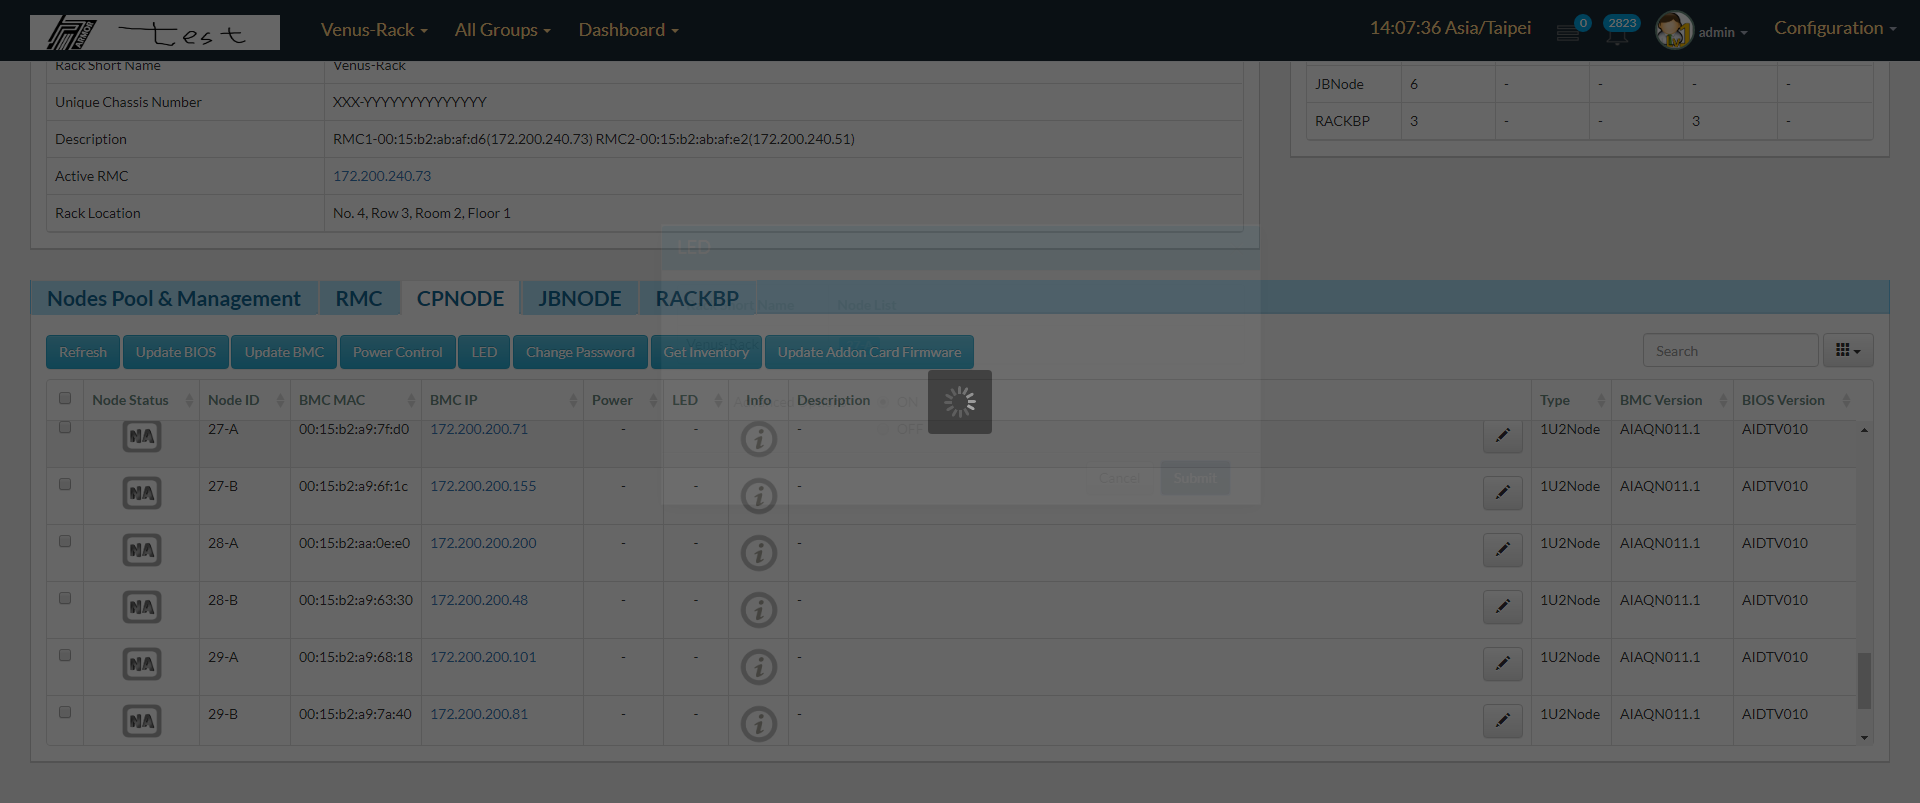 ARMOR test Venus-Rack All Groups Dashboard 14:07:36 Asia/Taipei 0 2823 admin Configuration
Rack Short Name Venus-Rack
Unique Chassis Number XXX-YYYYYYYYYYYYYY
Description RMC1-00:15:b2:ab:af:d6(172.200.240.73) RMC2-00:15:b2:ab:af:e2(172.200.240.51)
Active RMC 172.200.240.73
Rack Location No. 4, Row 3, Room 2, Floor 1
JBNode 6 - - - -
RACKBP 3 - - 3 -
LED
Nodes Pool & Management RMC CPNODE JBNODE RACKBP
Node List
Refresh Update BIOS Update BMC Power Control LED Change Password Get Inventory Update Addon Card Firmware Search
Node Status Node ID BMC MAC BMC IP Power LED Info Description Type BMC Version BIOS Version
ON
OFF
NA 27-A 00:15:b2:a9:7f:d0 172.200.200.71 - - i - 1U2Node AIAQN011.1 AIDTV010
Cancel Submit
NA 27-B 00:15:b2:a9:6f:1c 172.200.200.155 - - i - 1U2Node AIAQN011.1 AIDTV010
NA 28-A 00:15:b2:aa:0e:e0 172.200.200.200 - - i - 1U2Node AIAQN011.1 AIDTV010
NA 28-B 00:15:b2:a9:63:30 172.200.200.48 - - i - 1U2Node AIAQN011.1 AIDTV010
NA 29-A 00:15:b2:a9:68:18 172.200.200.101 - - i - 1U2Node AIAQN011.1 AIDTV010
NA 29-B 00:15:b2:a9:7a:40 172.200.200.81 - - i - 1U2Node AIAQN011.1 AIDTV010